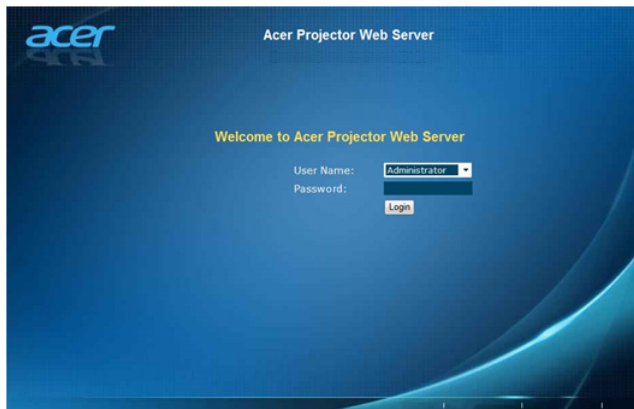 acer
Acer Projector Web Server
Welcome to Acer Projector Web Server
User Name: Administrator
Password:
Login